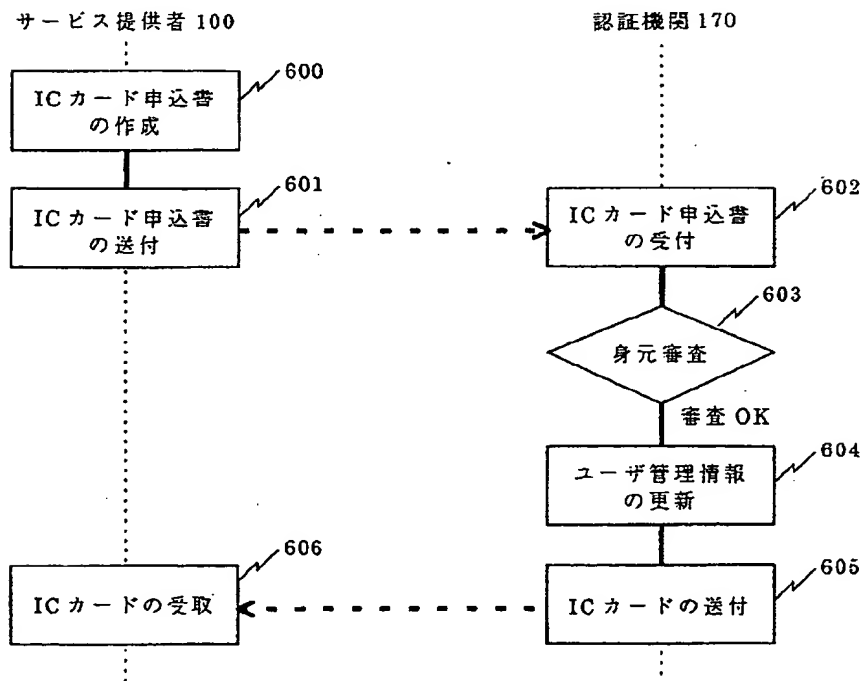 サービス提供者 100
認証機関 170
600
ICカード申込書
の作成
601
ICカード申込書
の送付
602
ICカード申込書
の受付
603
身元審査
審査 OK
604
ユーザ管理情報
の更新
605
ICカードの送付
606
ICカードの受取